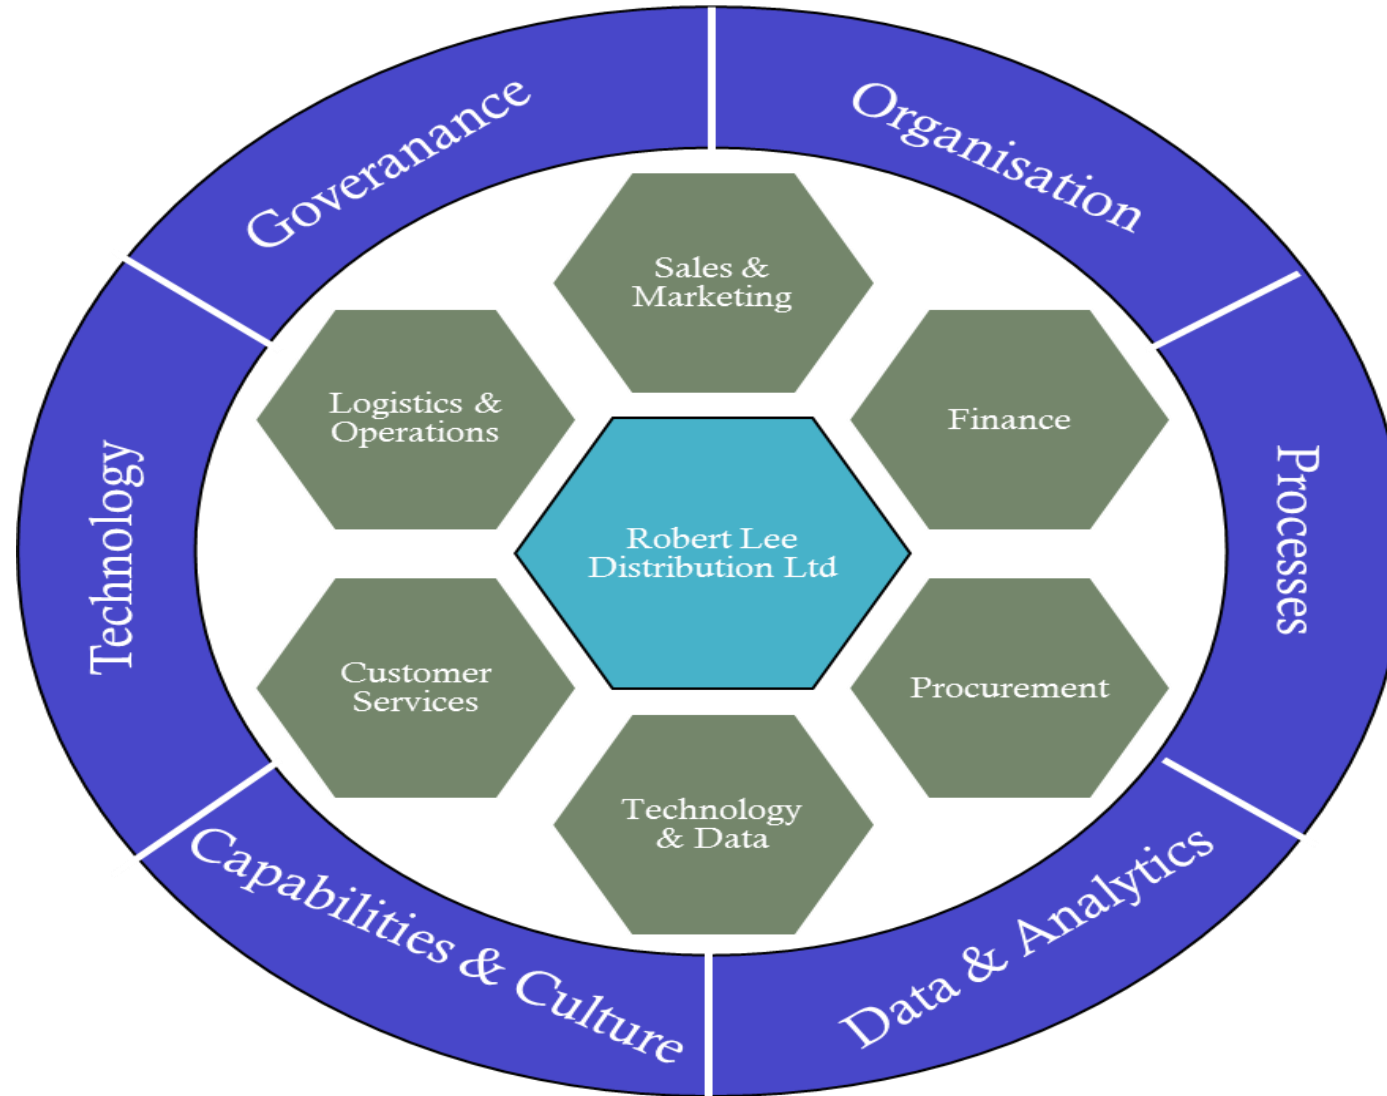 Goveranance
Organisation
Sales &
Marketing
Logistics &
Operations
Finance
Technology
Robert Lee
Distribution Ltd
Processes
Customer
Services
Procurement
Technology
& Data
Capabilities & Culture
Data & Analytics